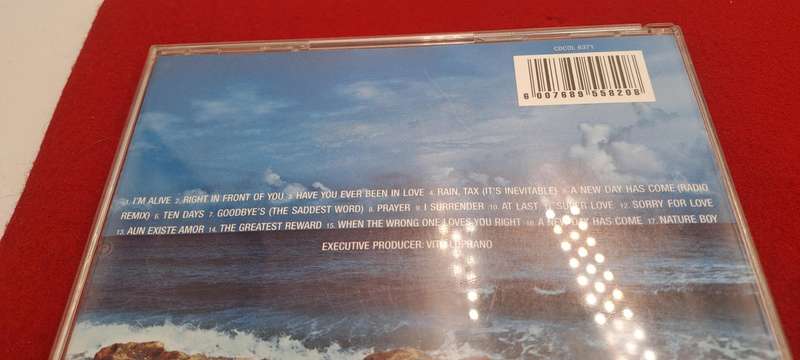 CDCOL 6371
6 007689 558208
1. I'M ALIVE 2. RIGHT IN FRONT OF YOU 3. HAVE YOU EVER BEEN IN LOVE 4. RAIN, TAX (IT'S INEVITABLE) 5. A NEW DAY HAS COME (RADIO
REMIX) 6. TEN DAYS 7. GOODBYE'S (THE SADDEST WORD) 8. PRAYER 9. I SURRENDER 10. AT LAST SUPER LOVE 12. SORRY FOR LOVE
13. AUN EXISTE AMOR 14. THE GREATEST REWARD 15. WHEN THE WRONG ONE LOVES YOU RIGHT 16. A NEW DAY HAS COME 17. NATURE BOY
EXECUTIVE PRODUCER: VITO LUPRANO